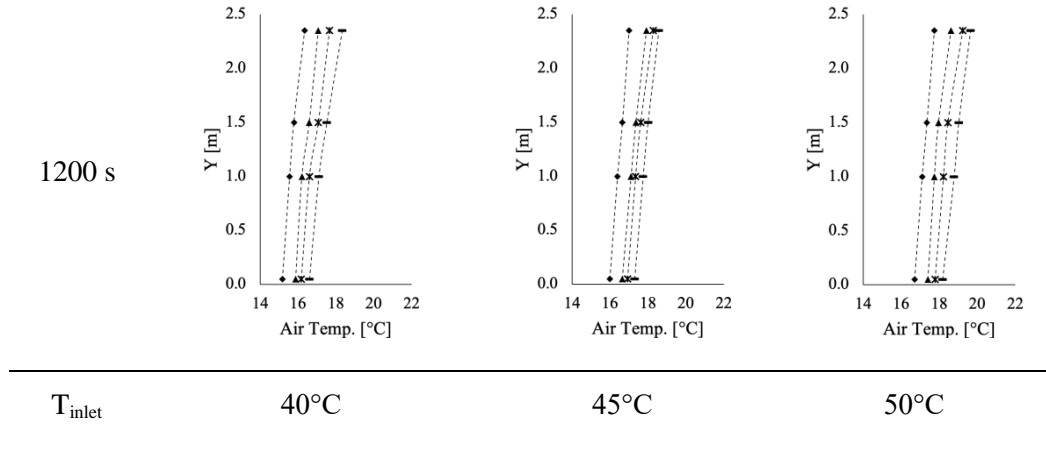 2.5 2.5 2.5
2.0 2.0 2.0
1.5 1.5 1.5
Y [m] Y [m] Y [m]
1200 s
1.0 1.0 1.0
0.5 0.5 0.5
0.0 0.0 0.0
14 16 18 20 22 14 16 18 20 22 14 16 18 20 22
Air Temp. [°C] Air Temp. [°C] Air Temp. [°C]
Tinlet 40°C 45°C 50°C